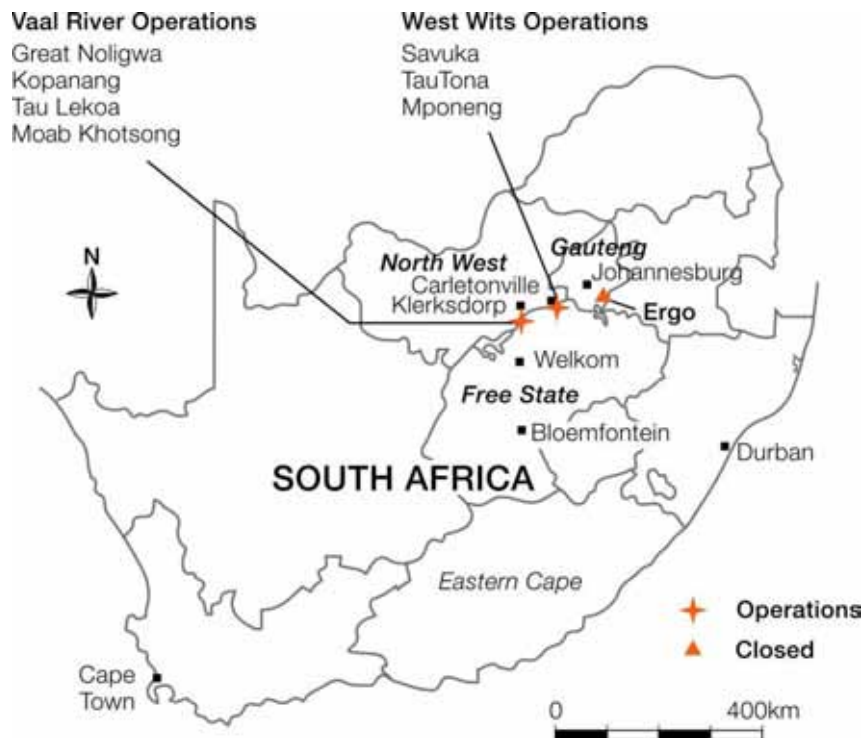 Vaal River Operations
Great Noligwa
Kopanang
Tau Lekoa
Moab Khotsong
West Wits Operations
Savuka
TauTona
Mponeng
N
North West
Gauteng
Johannesburg
Carletonville
Klerksdorp
Ergo
Welkom
Free State
Bloemfontein
Durban
SOUTH AFRICA
Eastern Cape
Operations
Closed
Cape
Town
0 400km